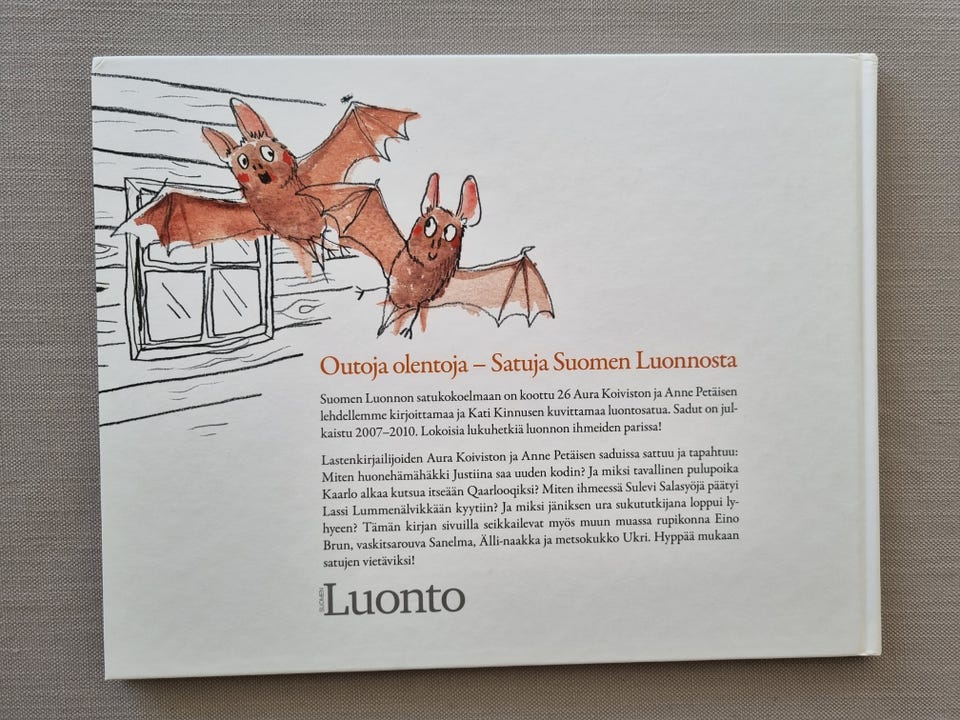 Outoja olentoja – Satuja Suomen Luonnosta
Suomen Luonnon satukokoelmaan on koottu 26 Aura Koiviston ja Anne Petäisen
lehdellemme kirjoittamaa ja Kati Kinnusen kuvittamaa luontosatua. Sadut on jul-
kaistu 2007–2010. Lokoisia lukuhetkiä luonnon ihmeiden parissa!
Lastenkirjailijoiden Aura Koiviston ja Anne Petäisen saduissa sattuu ja tapahtuu:
Miten huonehämähäkki Justiina saa uuden kodin? Ja miksi tavallinen pulupoika
Kaarlo alkaa kutsua itseään Qaarlooqiksi? Miten ihmeessä Sulevi Salasyöjä päätyi
Lassi Lummenälvikkään kyytiin? Ja miksi jäniksen ura sukututkijana loppui ly-
hyeen? Tämän kirjan sivuilla seikkailevat myös muun muassa rupikonna Eino
Brun, vaskitsarouva Sanelma, Älli-naakka ja metsokukko Ukri. Hyppää mukaan
satujen vietäviksi!
SUOMEN Luonto